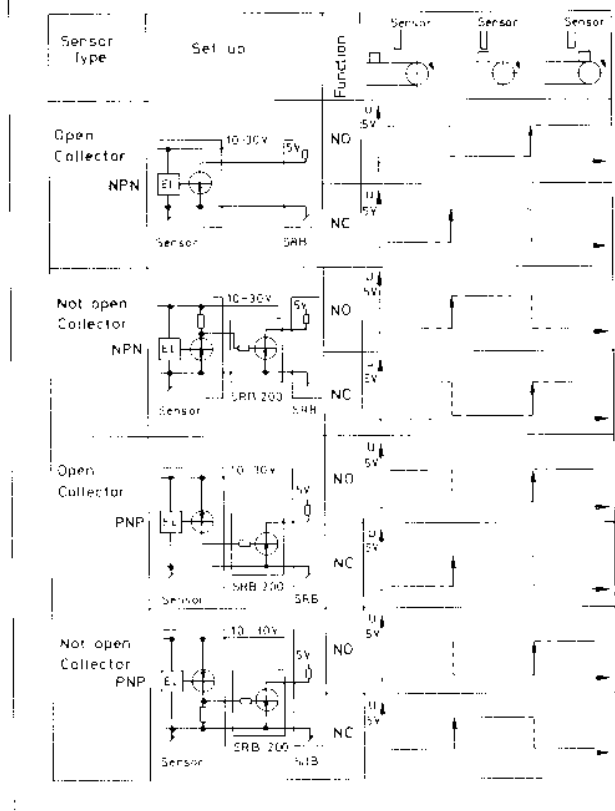 Sensor Type
Set up
Function
Sensor
Sensor
Sensor
Open Collector
NPN
10-30V
5V
EL
Sensor
SRB
NO
U
5V
NC
U
5V
Not open Collector
NPN
10-30V
5V
EL
Sensor
SRB 200
SRB
NO
U
5V
NC
U
5V
Open Collector
PNP
10-30V
5V
EL
Sensor
SRB 200
SRB
NO
U
5V
NC
U
5V
Not open Collector
PNP
10-30V
5V
EL
Sensor
SRB 200
SRB
NO
U
5V
NC
U
5V